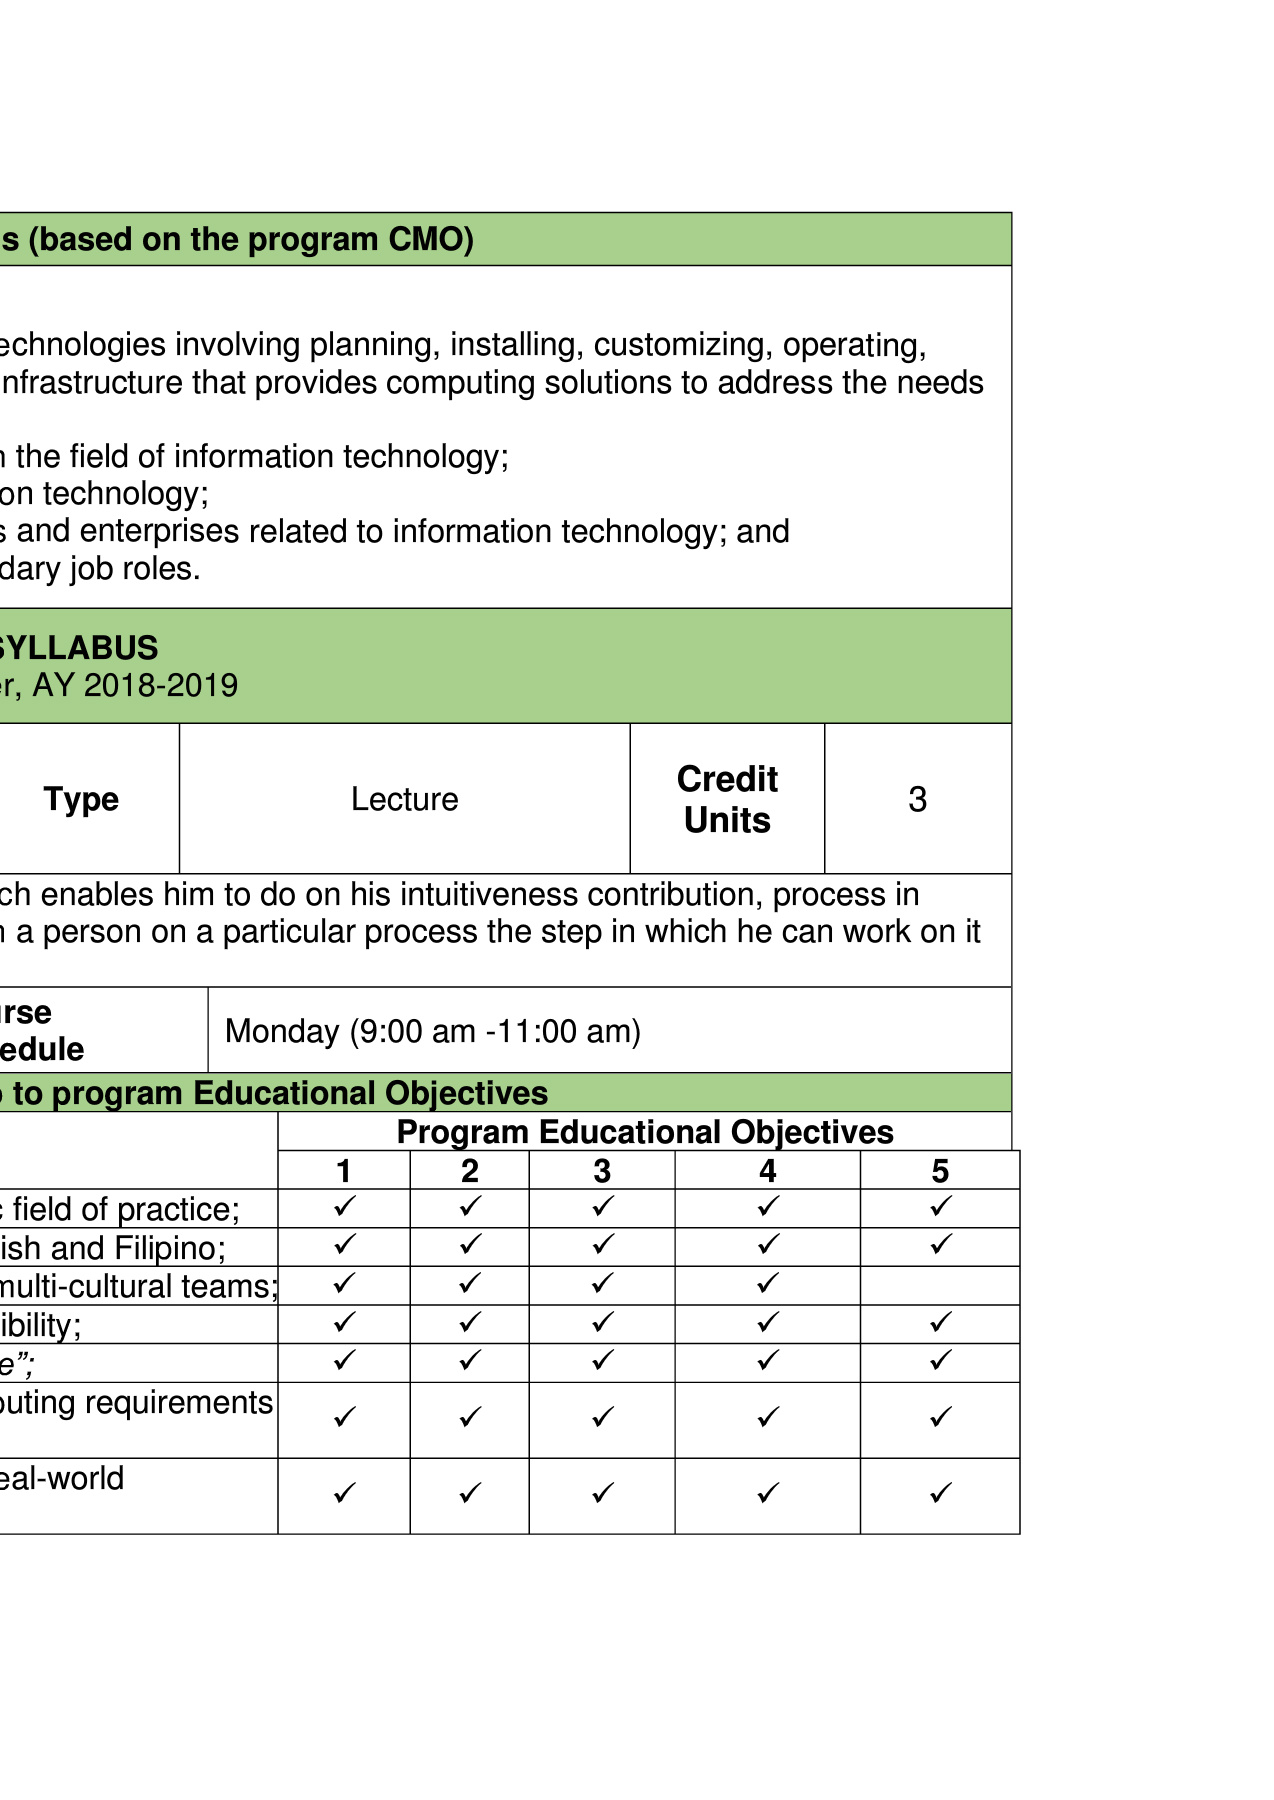 s (based on the program CMO)
echnologies involving planning, installing, customizing, operating,
nfrastructure that provides computing solutions to address the needs
the field of information technology;
on technology;
s and enterprises related to information technology; and
dary job roles.
SYLLABUS
er, AY 2018-2019
Type Lecture Credit Units 3
ch enables him to do on his intuitiveness contribution, process in
a person on a particular process the step in which he can work on it
urse
edule
Monday (9:00 am -11:00 am)
to program Educational Objectives
Program Educational Objectives
1 2 3 4 5
c field of practice; ✓ ✓ ✓ ✓ ✓
ish and Filipino; ✓ ✓ ✓ ✓ ✓
multi-cultural teams; ✓ ✓ ✓ ✓
ibility; ✓ ✓ ✓ ✓ ✓
e”; ✓ ✓ ✓ ✓ ✓
outing requirements ✓ ✓ ✓ ✓ ✓
eal-world ✓ ✓ ✓ ✓ ✓